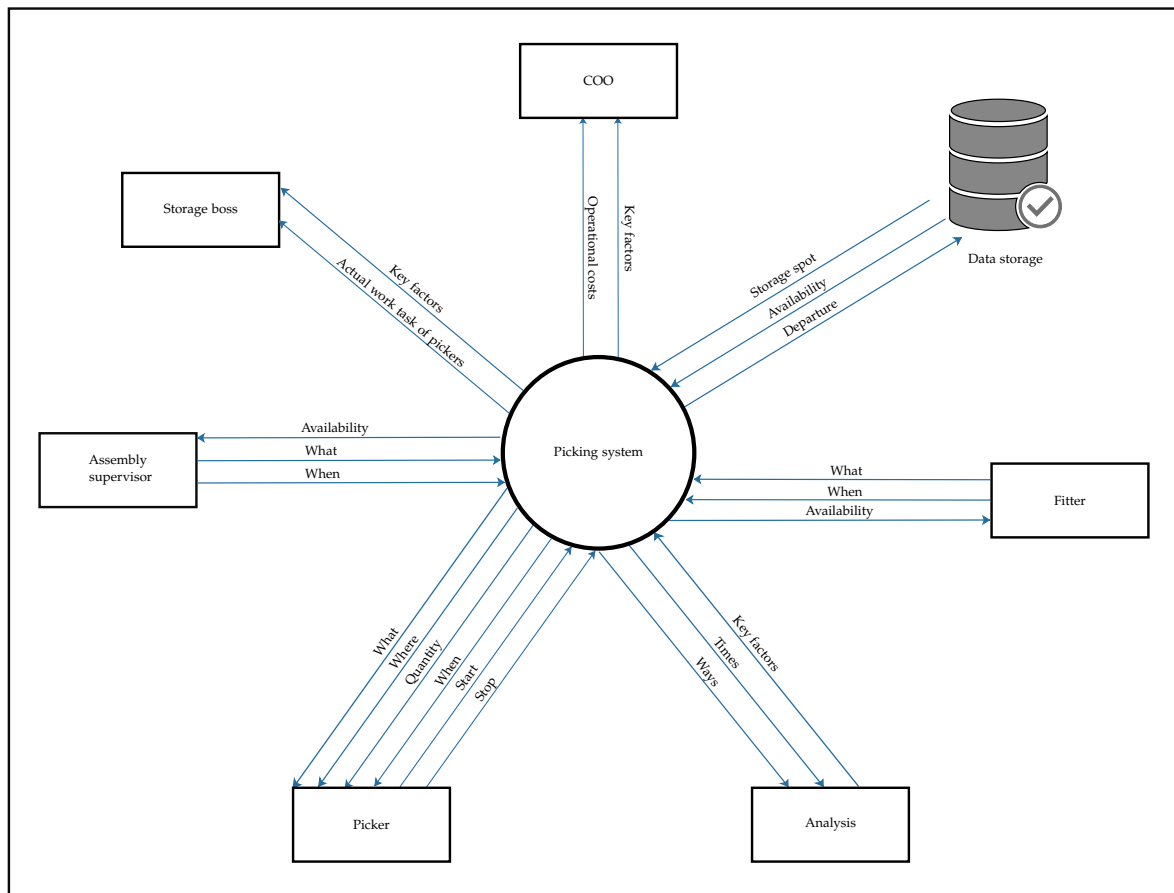 COO
Storage boss
Key factors
Actual work task of pickers
Operational costs
Key factors
Storage spot
Availability
Departure
Data storage
Availability
What
When
Assembly
supervisor
Picking system
What
When
Availability
Fitter
What
Where
Quantity
When
Start
Stop
Ways
Times
Key factors
Picker
Analysis